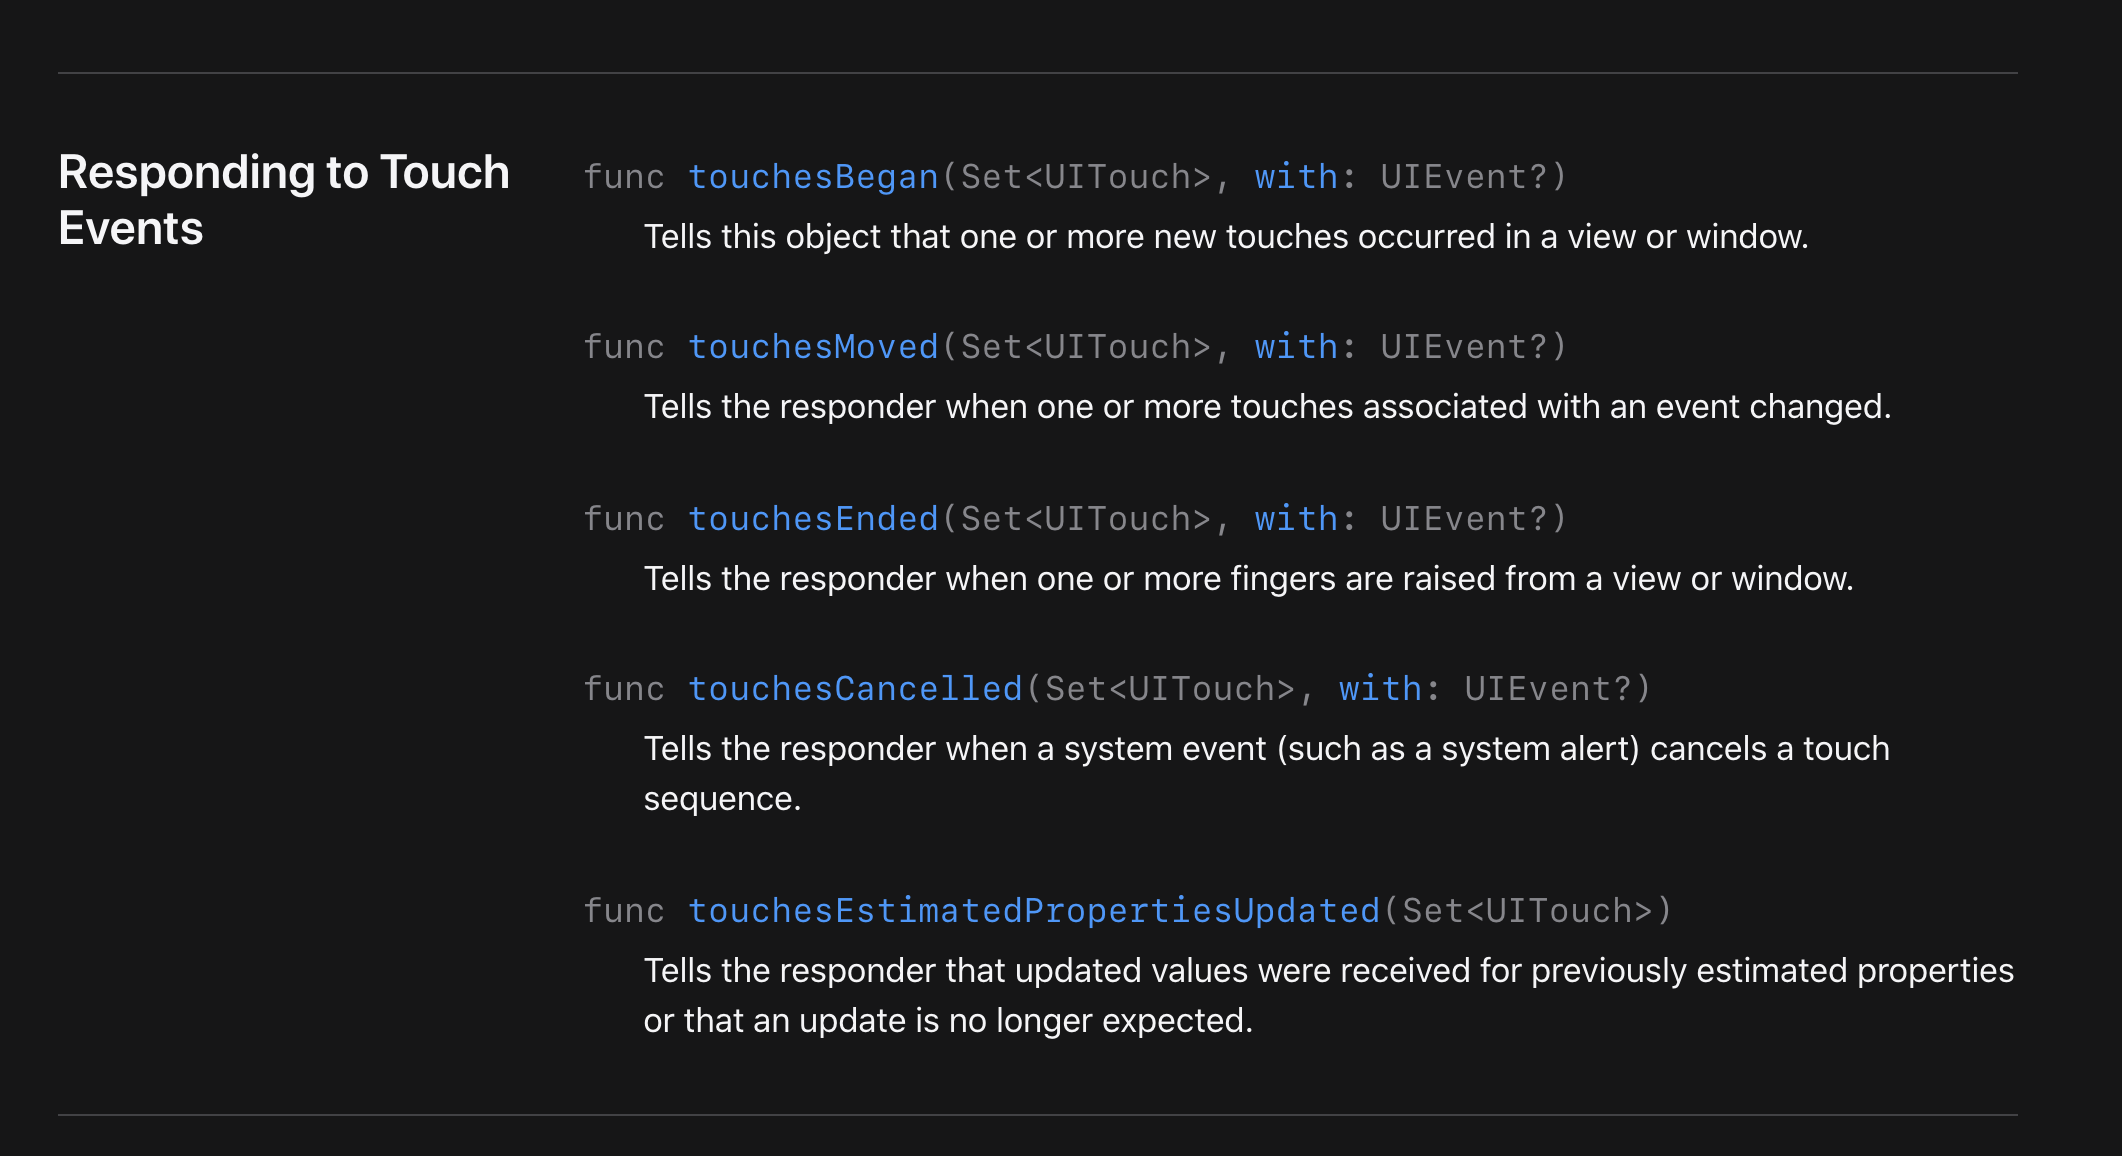 Responding to Touch
Events
func touchesBegan(Set<UITouch>, with: UIEvent?)
Tells this object that one or more new touches occurred in a view or window.
func touchesMoved(Set<UITouch>, with: UIEvent?)
Tells the responder when one or more touches associated with an event changed.
func touchesEnded(Set<UITouch>, with: UIEvent?)
Tells the responder when one or more fingers are raised from a view or window.
func touchesCancelled(Set<UITouch>, with: UIEvent?)
Tells the responder when a system event (such as a system alert) cancels a touch
sequence.
func touchesEstimatedPropertiesUpdated(Set<UITouch>)
Tells the responder that updated values were received for previously estimated properties
or that an update is no longer expected.